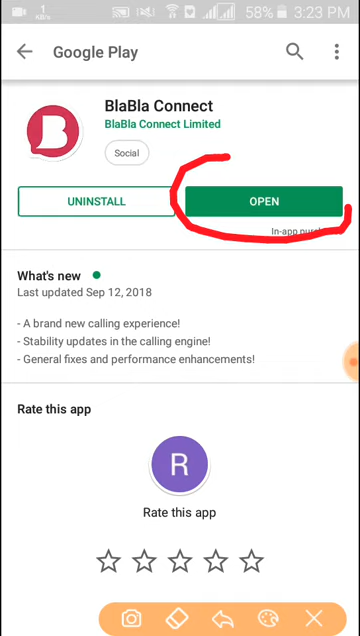 1
KB/s
58%
3:23 PM
Google Play
BlaBla Connect
BlaBla Connect Limited
Social
UNINSTALL
OPEN
In-app
What's new
Last updated Sep 12, 2018
- A brand new calling experience!
- Stability updates in the calling engine!
- General fixes and performance enhancements!
Rate this app
R
Rate this app